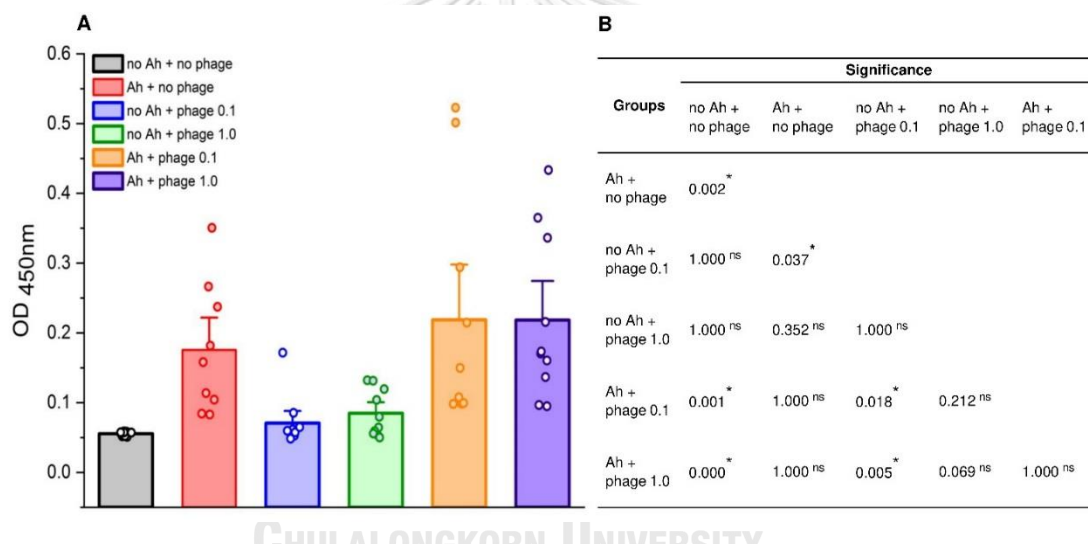 A
OD 450nm
0.6
0.5
0.4
0.3
0.2
0.1
0.0
no Ah + no phage
Ah + no phage
no Ah + phage 0.1
no Ah + phage 1.0
Ah + phage 0.1
Ah + phage 1.0
B
Significance
Groups
no Ah +
no phage
Ah +
no phage
no Ah +
phage 0.1
no Ah +
phage 1.0
Ah +
phage 0.1
Ah +
no phage
0.002 *
no Ah +
phage 0.1
1.000 ns 0.037 *
no Ah +
phage 1.0
1.000 ns 0.352 ns 1.000 ns
Ah +
phage 0.1
0.001 * 1.000 ns 0.018 * 0.212 ns
Ah +
phage 1.0
0.000 * 1.000 ns 0.005 * 0.069 ns 1.000 ns
CHULALONGKORN UNIVERSITY